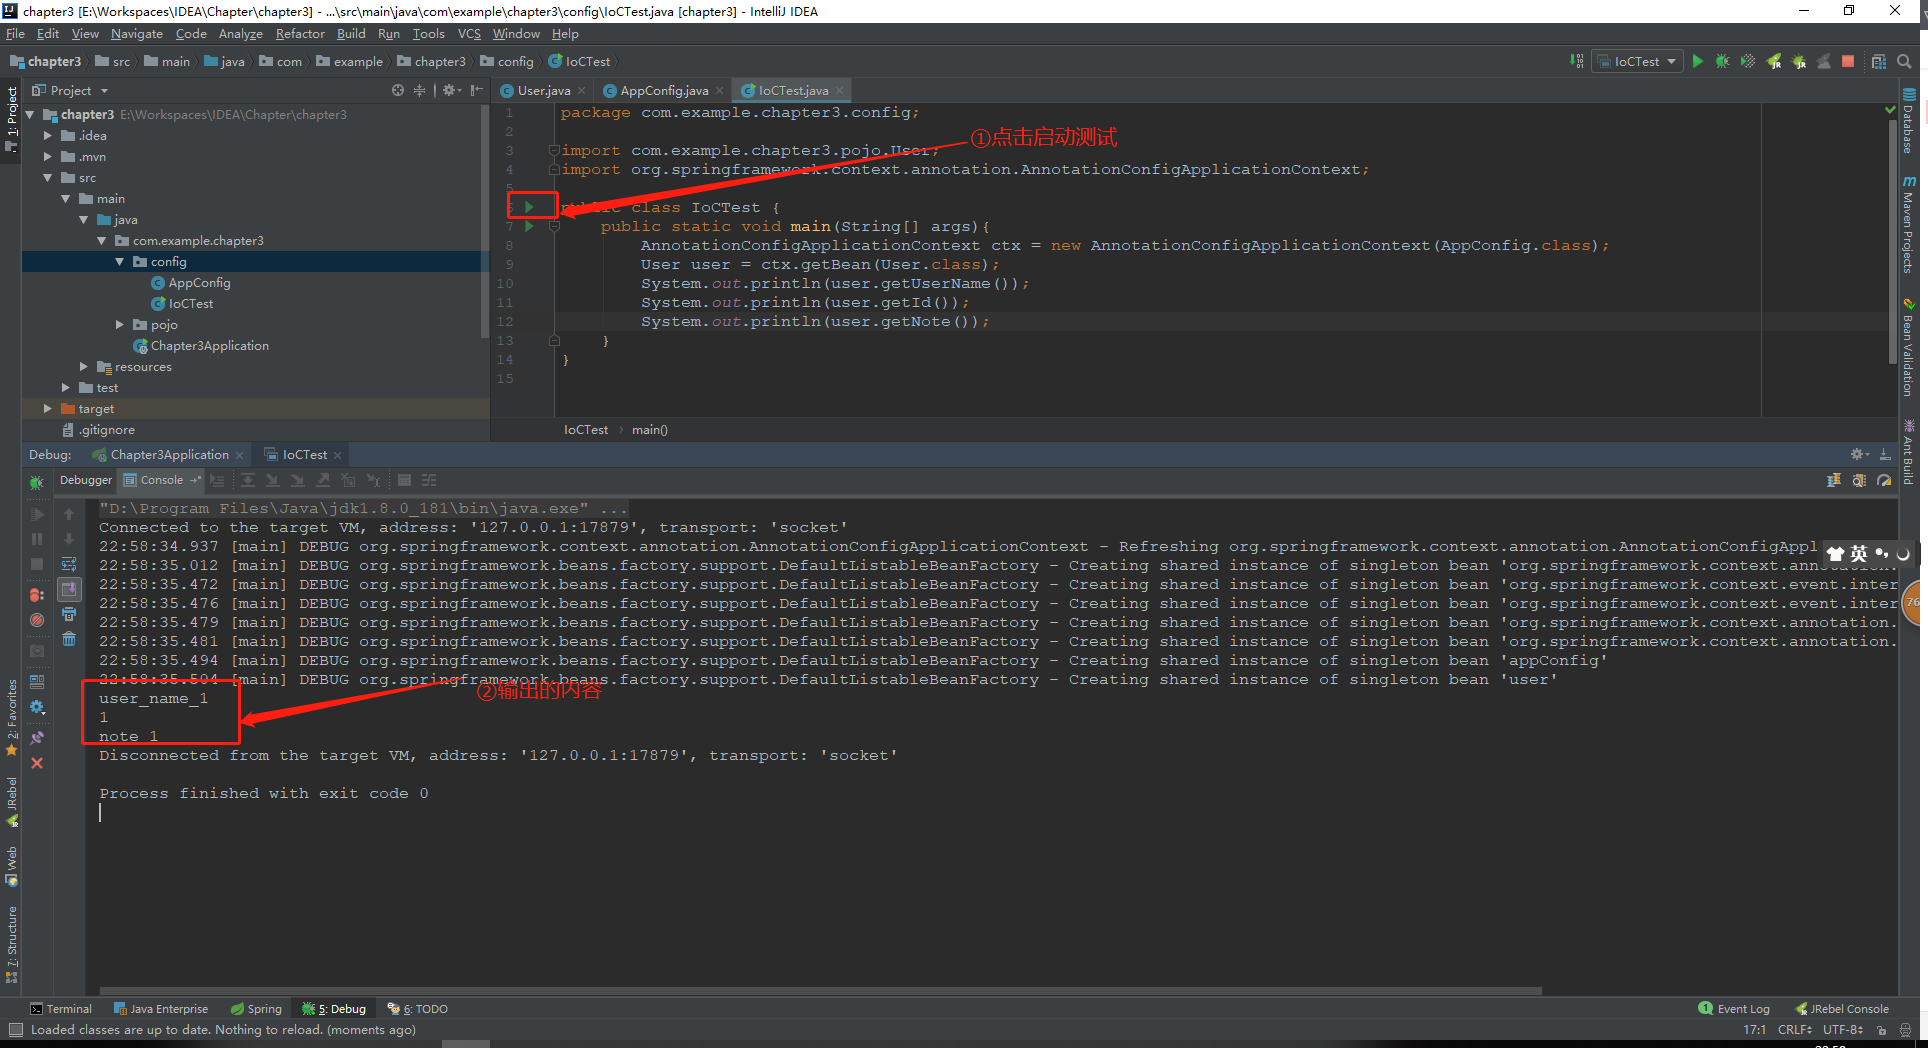 chapter3 [E:\Workspaces\IDEA\Chapter\chapter3] - ...\src\main\java\com\example\chapter3\config\IoCTest.java [chapter3] - IntelliJ IDEA
File Edit View Navigate Code Analyze Refactor Build Run Tools VCS Window Help
chapter3 src main java com example chapter3 config IoCTest
IoCTest
Project
User.java AppConfig.java IoCTest.java
chapter3 E:\Workspaces\IDEA\Chapter\chapter3
.idea
.mvn
src
main
java
com.example.chapter3
config
AppConfig
IoCTest
pojo
Chapter3Application
resources
test
target
.gitignore
1 package com.example.chapter3.config;
2
①点击启动测试
3 import com.example.chapter3.pojo.User;
4 import org.springframework.context.annotation.AnnotationConfigApplicationContext;
5
6 public class IoCTest {
7 public static void main(String[] args){
8 AnnotationConfigApplicationContext ctx = new AnnotationConfigApplicationContext(AppConfig.class);
9 User user = ctx.getBean(User.class);
10 System.out.println(user.getUserName());
11 System.out.println(user.getId());
12 System.out.println(user.getNote());
13 }
14 }
15
IoCTest main()
1: Project
2: Favorites
JRebel
Web
7: Structure
Database
Maven Projects
Bean Validation
Ant Build
Debug: Chapter3Application IoCTest
Debugger Console
"D:\Program Files\Java\jdk1.8.0_181\bin\java.exe" ...
Connected to the target VM, address: '127.0.0.1:17879', transport: 'socket'
22:58:34.937 [main] DEBUG org.springframework.context.annotation.AnnotationConfigApplicationContext - Refreshing org.springframework.context.annotation.AnnotationConfigAppl
22:58:35.012 [main] DEBUG org.springframework.beans.factory.support.DefaultListableBeanFactory - Creating shared instance of singleton bean 'org.springframework.context.annotation.
22:58:35.472 [main] DEBUG org.springframework.beans.factory.support.DefaultListableBeanFactory - Creating shared instance of singleton bean 'org.springframework.context.event.inter
22:58:35.476 [main] DEBUG org.springframework.beans.factory.support.DefaultListableBeanFactory - Creating shared instance of singleton bean 'org.springframework.context.event.inter
22:58:35.479 [main] DEBUG org.springframework.beans.factory.support.DefaultListableBeanFactory - Creating shared instance of singleton bean 'org.springframework.context.annotation.
22:58:35.481 [main] DEBUG org.springframework.beans.factory.support.DefaultListableBeanFactory - Creating shared instance of singleton bean 'org.springframework.context.annotation.
22:58:35.494 [main] DEBUG org.springframework.beans.factory.support.DefaultListableBeanFactory - Creating shared instance of singleton bean 'appConfig'
22:58:35.504 [main] DEBUG org.springframework.beans.factory.support.DefaultListableBeanFactory - Creating shared instance of singleton bean 'user'
②输出的内容
user_name_1
1
note_1
Disconnected from the target VM, address: '127.0.0.1:17879', transport: 'socket'
Process finished with exit code 0
英
76
Terminal Java Enterprise Spring 5: Debug 6: TODO 1 Event Log JRebel Console
Loaded classes are up to date. Nothing to reload. (moments ago) 17:1 CRLF UTF-8